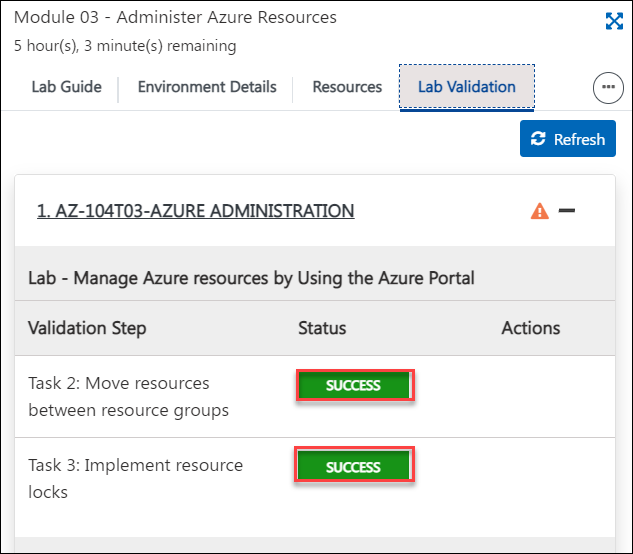 Module 03 - Administer Azure Resources
5 hour(s), 3 minute(s) remaining
Lab Guide Environment Details Resources Lab Validation
Refresh
1. AZ-104T03-AZURE ADMINISTRATION
Lab - Manage Azure resources by Using the Azure Portal
Validation Step Status Actions
Task 2: Move resources
between resource groups
SUCCESS
Task 3: Implement resource
locks
SUCCESS